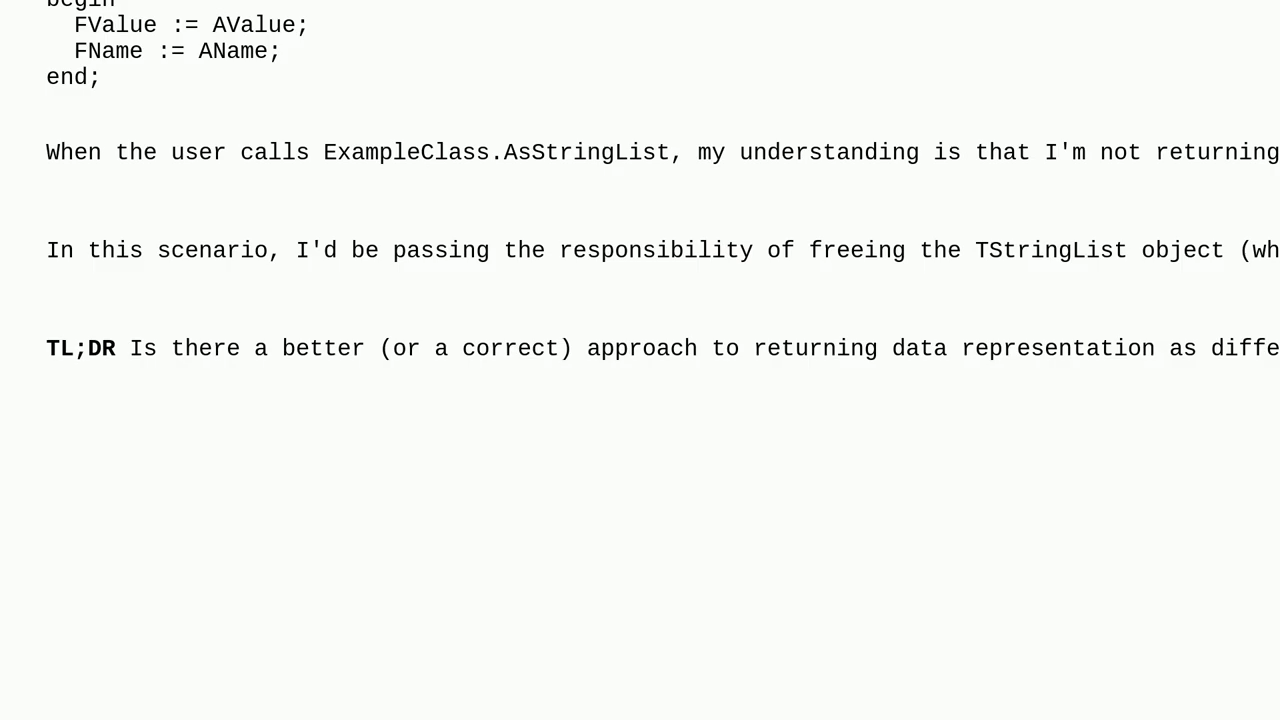 begin
  FValue := AValue;
  FName := AName;
end;
When the user calls ExampleClass.AsStringList, my understanding is that I'm not returning
In this scenario, I'd be passing the responsibility of freeing the TStringList object (wh
TL;DR Is there a better (or a correct) approach to returning data representation as diffe